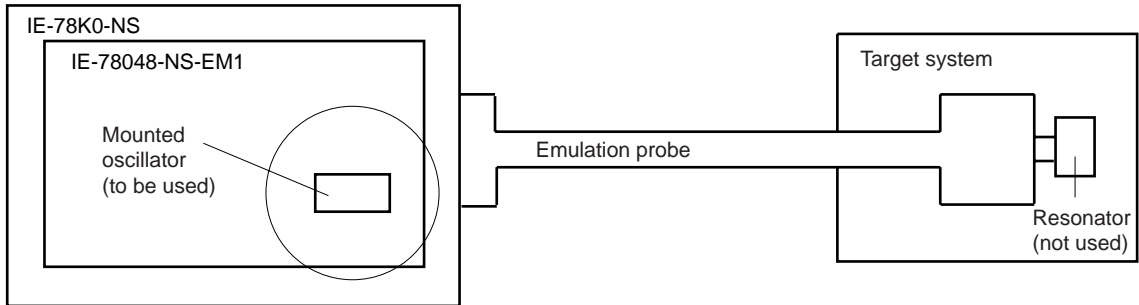 IE-78K0-NS
IE-78048-NS-EM1
Mounted
oscillator
(to be used)
Emulation probe
Target system
Resonator
(not used)